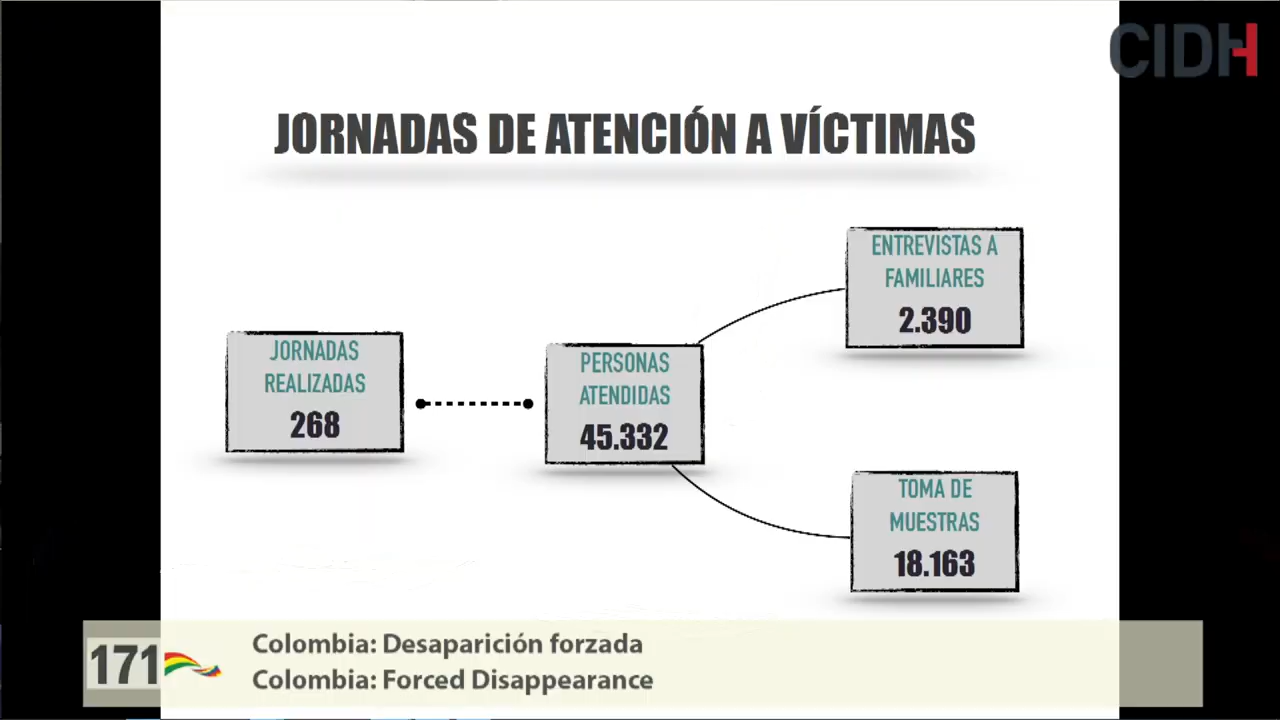 CIDH
JORNADAS DE ATENCIÓN A VÍCTIMAS
JORNADAS
REALIZADAS
268
PERSONAS
ATENDIDAS
45.332
ENTREVISTAS A
FAMILIARES
2.390
TOMA DE
MUESTRAS
18.163
171
Colombia: Desaparición forzada
Colombia: Forced Disappearance